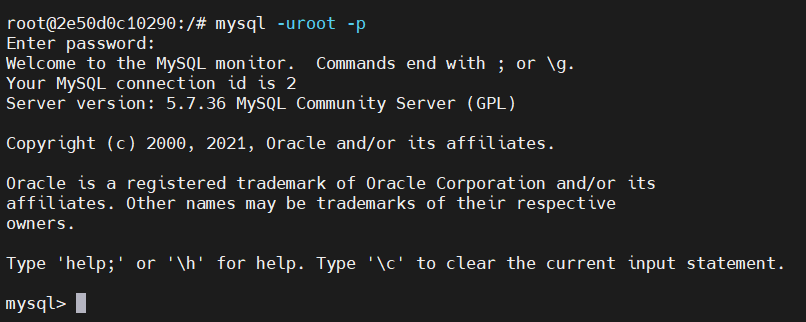 root@2e50d0c10290:/# mysql -uroot -p
Enter password:
Welcome to the MySQL monitor.  Commands end with ; or \g.
Your MySQL connection id is 2
Server version: 5.7.36 MySQL Community Server (GPL)

Copyright (c) 2000, 2021, Oracle and/or its affiliates.

Oracle is a registered trademark of Oracle Corporation and/or its
affiliates. Other names may be trademarks of their respective
owners.

Type 'help;' or '\h' for help. Type '\c' to clear the current input statement.

mysql>